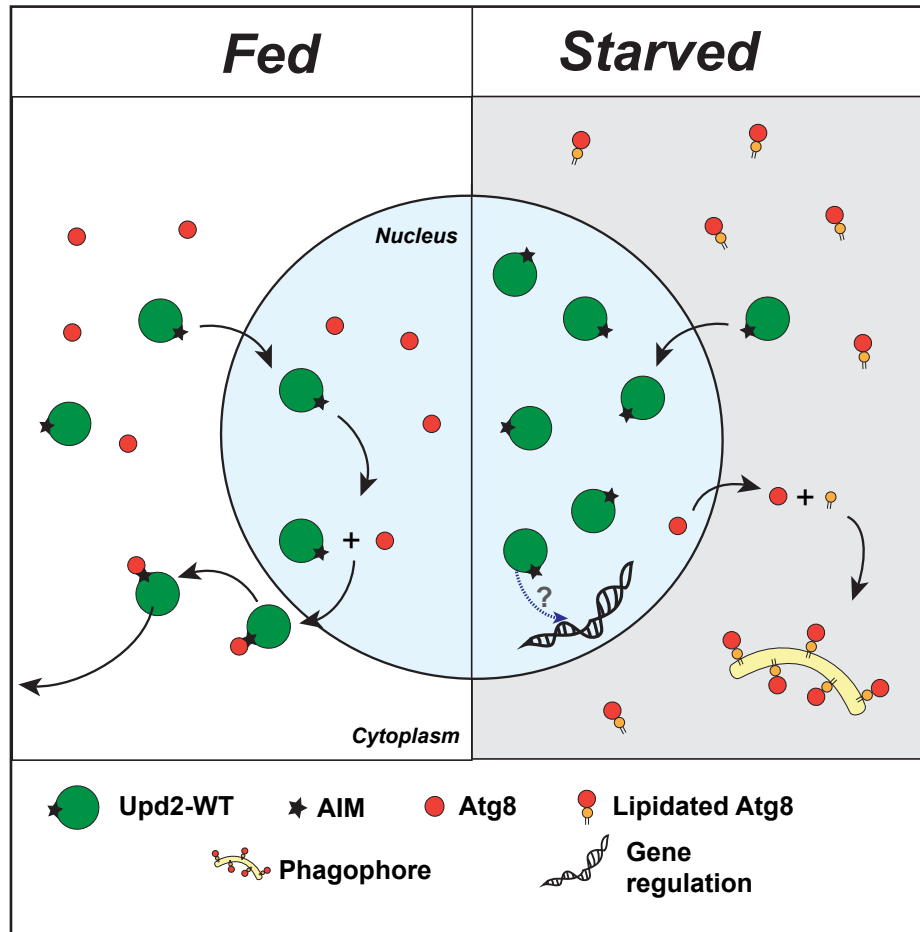 Fed
Starved
Nucleus
+
+
?
Cytoplasm
Upd2-WT
AIM
Atg8
Lipidated Atg8
Phagophore
Gene
regulation